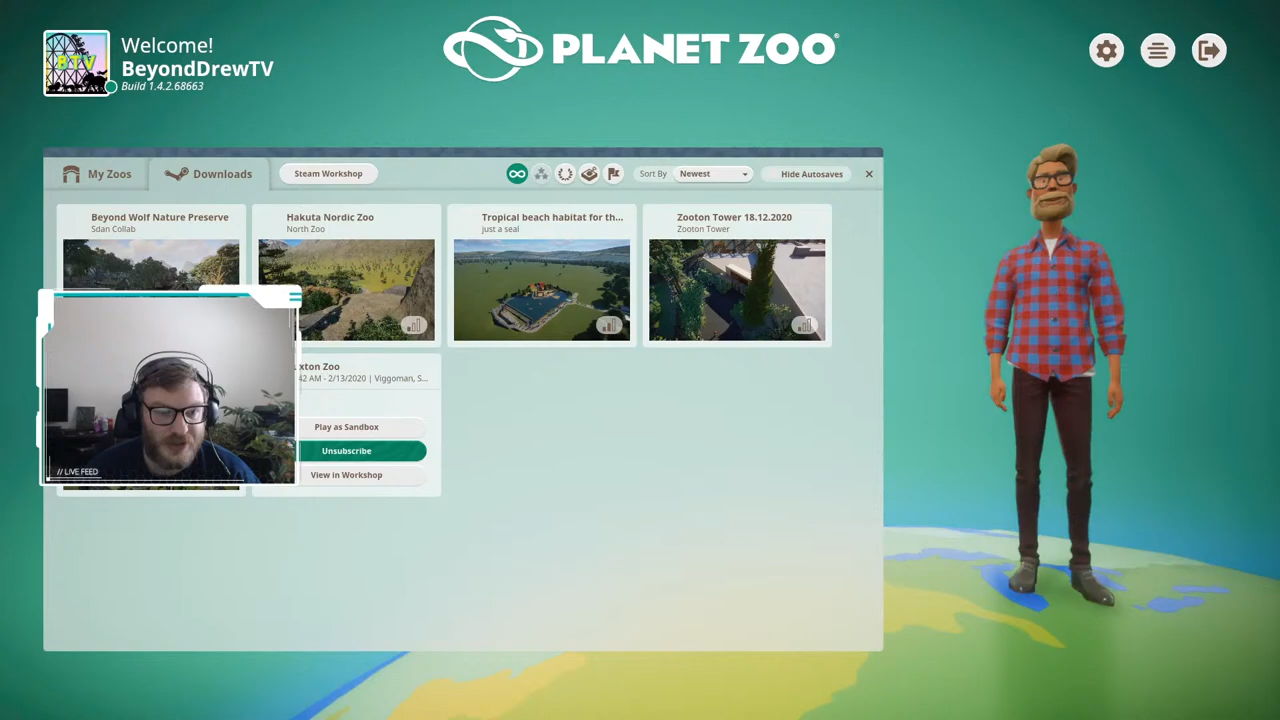 Welcome!
BeyondDrewTV
Build 1.4.2.68663
PTV
PLANET ZOO®
My Zoos
Downloads
Steam Workshop
Sort By
Newest
Hide Autosaves
Beyond Wolf Nature Preserve
Sdan Collab
Hakuta Nordic Zoo
North Zoo
Tropical beach habitat for th...
just a seal
Zooton Tower 18.12.2020
Zooton Tower
Zoo
42 AM - 2/13/2020 | Viggoman, S...
Play as Sandbox
Unsubscribe
View in Workshop
// LIVE FEED